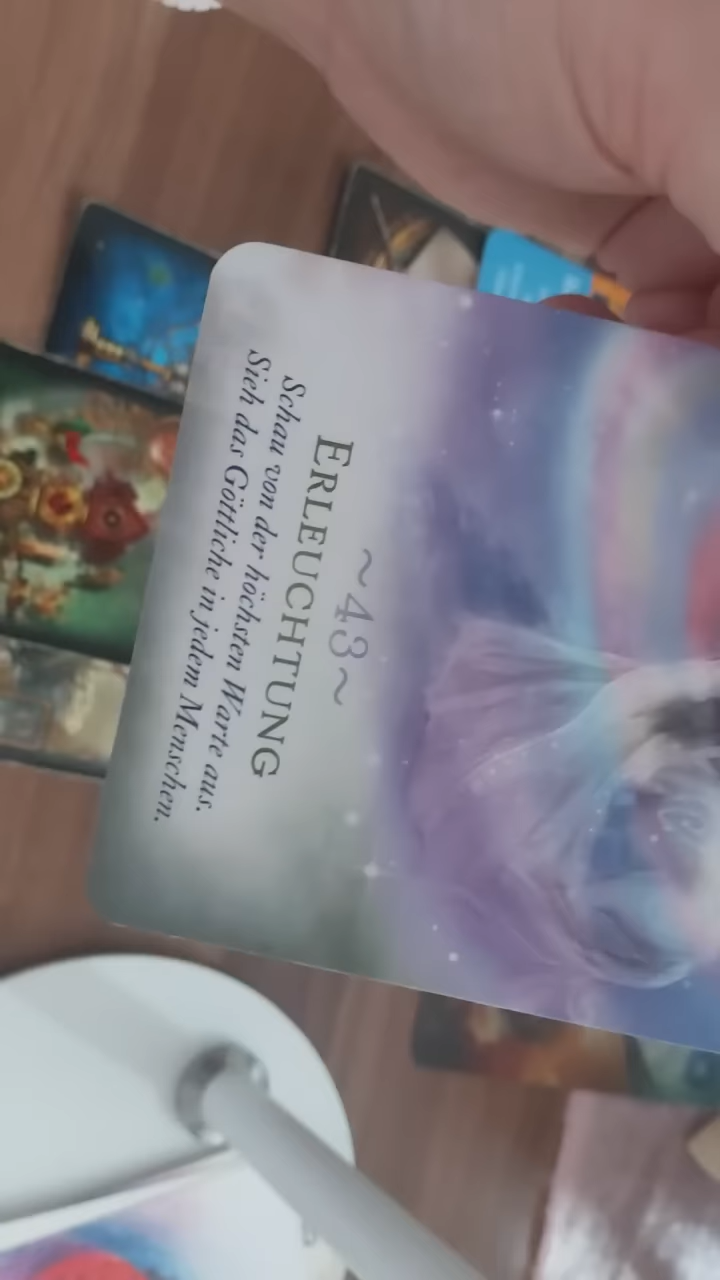 ~43~
ERLEUCHTUNG
Schau von der höchsten Warte aus.
Sieh das Göttliche in jedem Menschen.